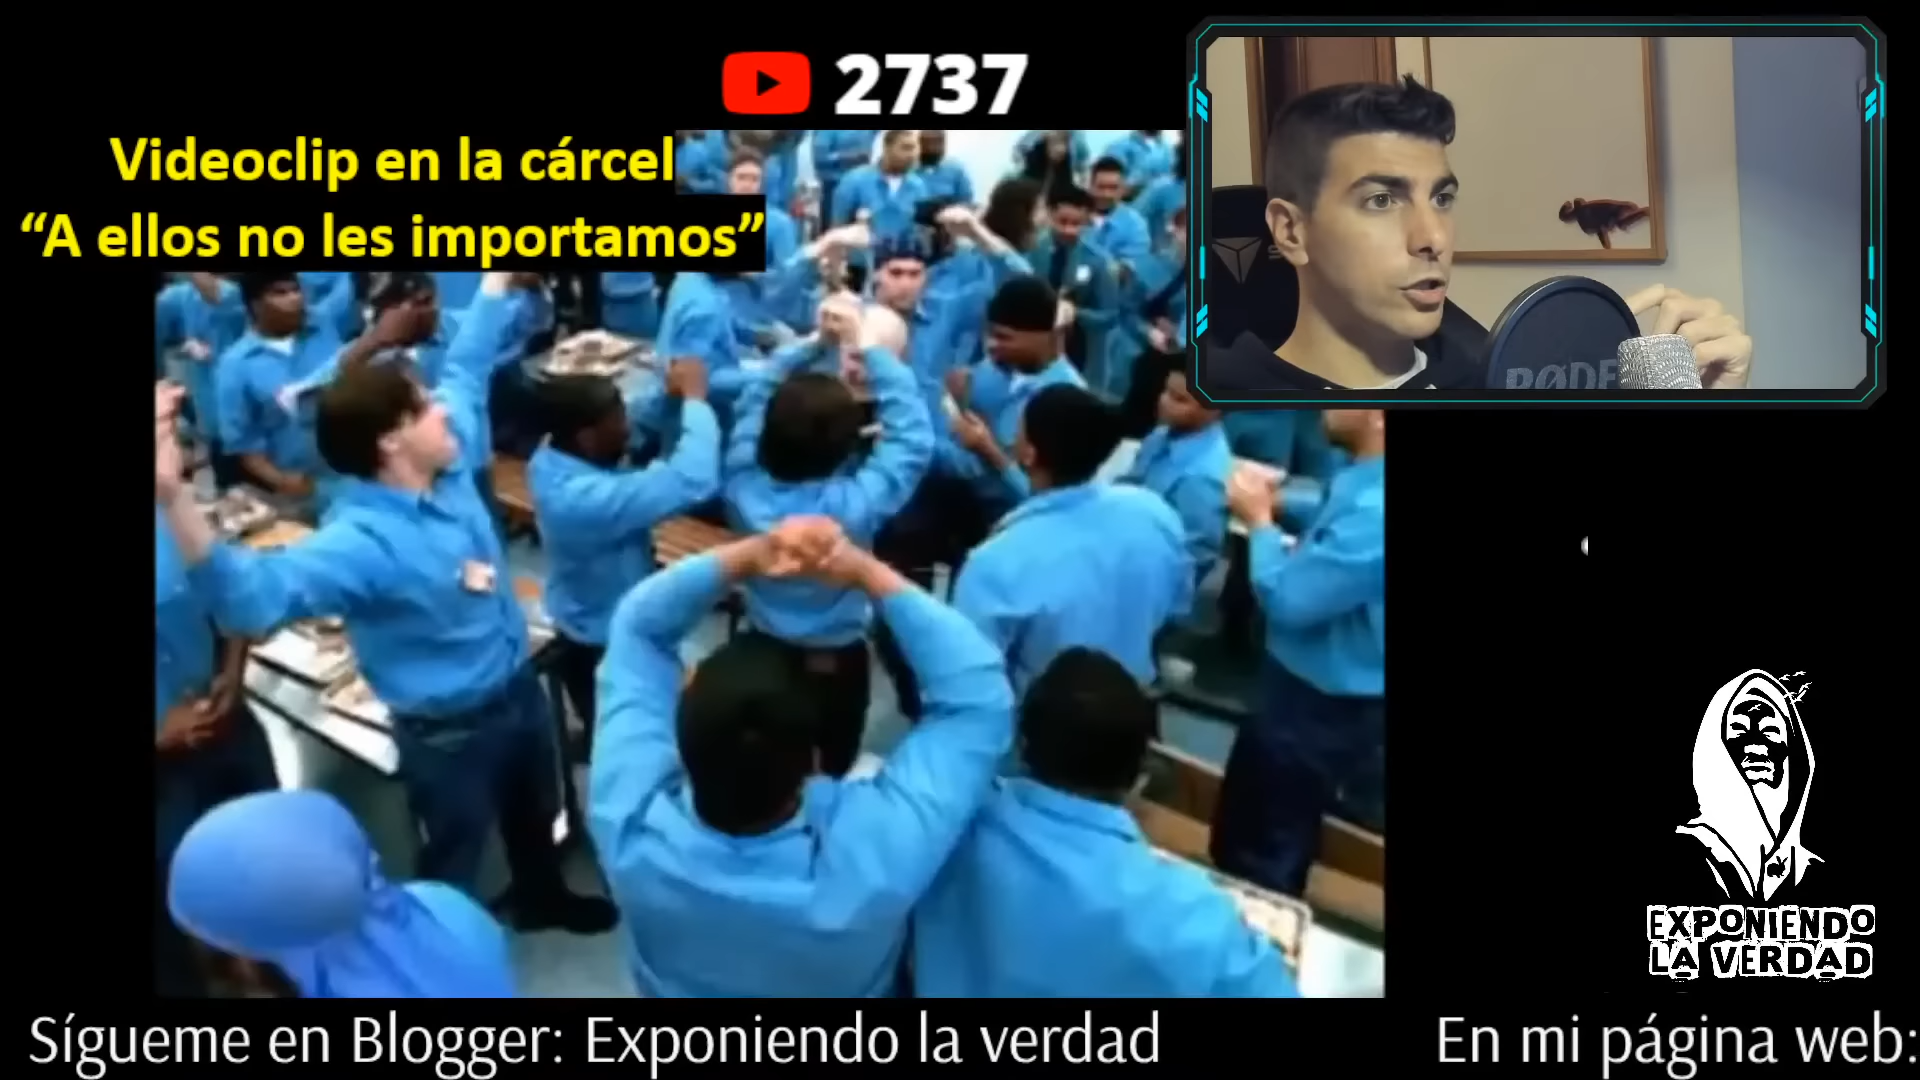 2737
Videoclip en la cárcel
“A ellos no les importamos”
RØDE
EXPONIENDO
LA VERDAD
Sígueme en Blogger: Exponiendo la verdad
En mi página web: